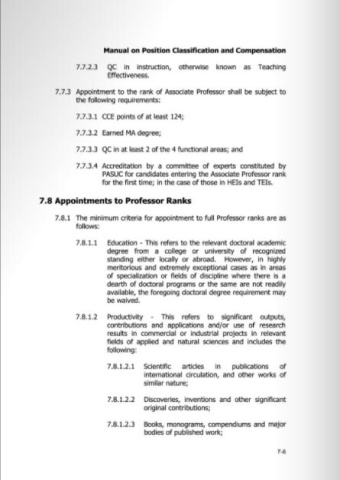 Manual on Position Classification and Compensation
7.7.2.3 QC in instruction, otherwise known as Teaching
Effectiveness.
7.7.3 Appointment to the rank of Associate Professor shall be subject to
the following requirements:
7.7.3.1 CCE points of at least 124;
7.7.3.2 Earned MA degree;
7.7.3.3 QC in at least 2 of the 4 functional areas; and
7.7.3.4 Accreditation by a committee of experts constituted by
PASUC for candidates entering the Associate Professor rank
for the first time; in the case of those in HEIs and TEIs.
7.8 Appointments to Professor Ranks
7.8.1 The minimum criteria for appointment to full Professor ranks are as
follows:
7.8.1.1 Education - This refers to the relevant doctoral academic
degree from a college or university of recognized
standing either locally or abroad. However, in highly
meritorious and extremely exceptional cases as in areas
of specialization or fields of discipline where there is a
dearth of doctoral programs or the same are not readily
available, the foregoing doctoral degree requirement may
be waived.
7.8.1.2 Productivity - This refers to significant outputs,
contributions and applications and/or use of research
results in commercial or industrial projects in relevant
fields of applied and natural sciences and includes the
following:
7.8.1.2.1 Scientific articles in publications of
international circulation, and other works of
similar nature;
7.8.1.2.2 Discoveries, inventions and other significant
original contributions;
7.8.1.2.3 Books, monograms, compendiums and major
bodies of published work;
7-6